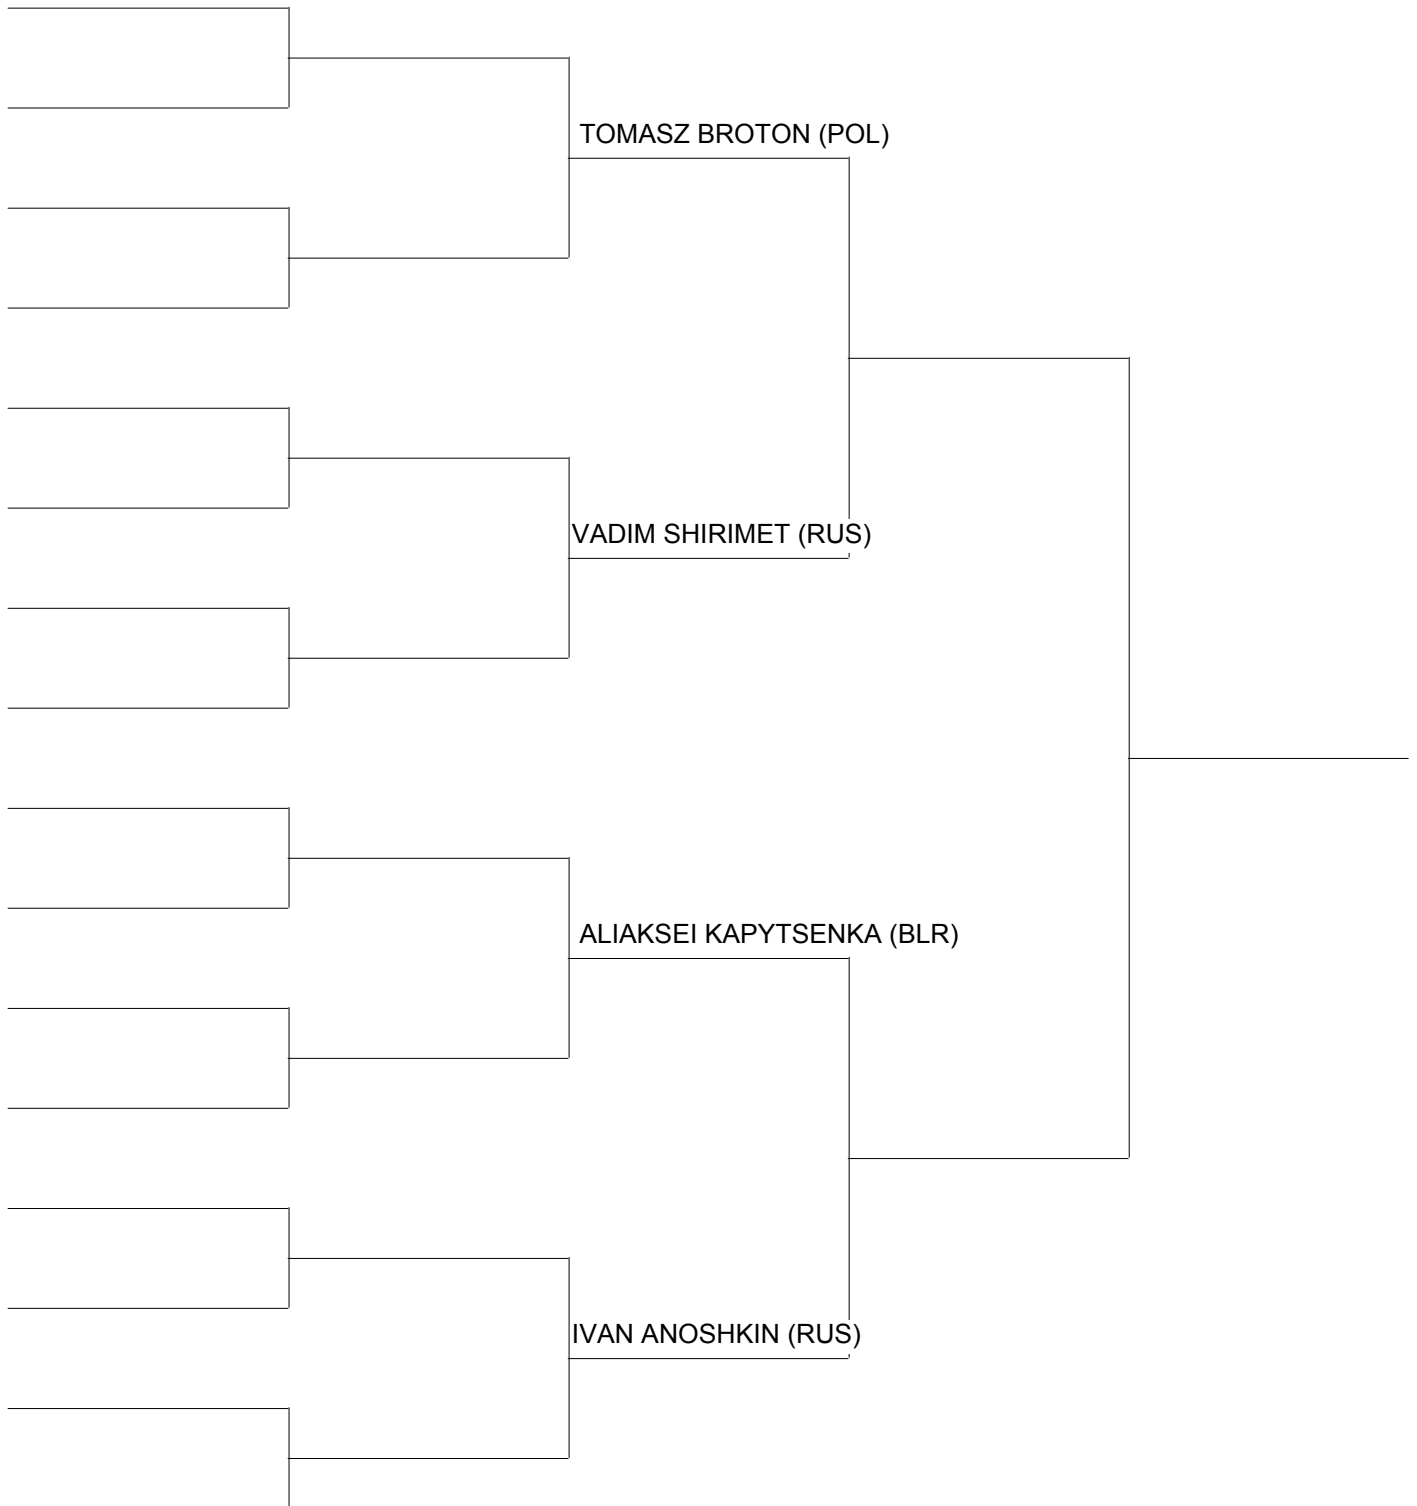 TOMASZ BROTON (POL)
VADIM SHIRIMET (RUS)
ALIAKSEI KAPYTSENKA (BLR)
IVAN ANOSHKIN (RUS)